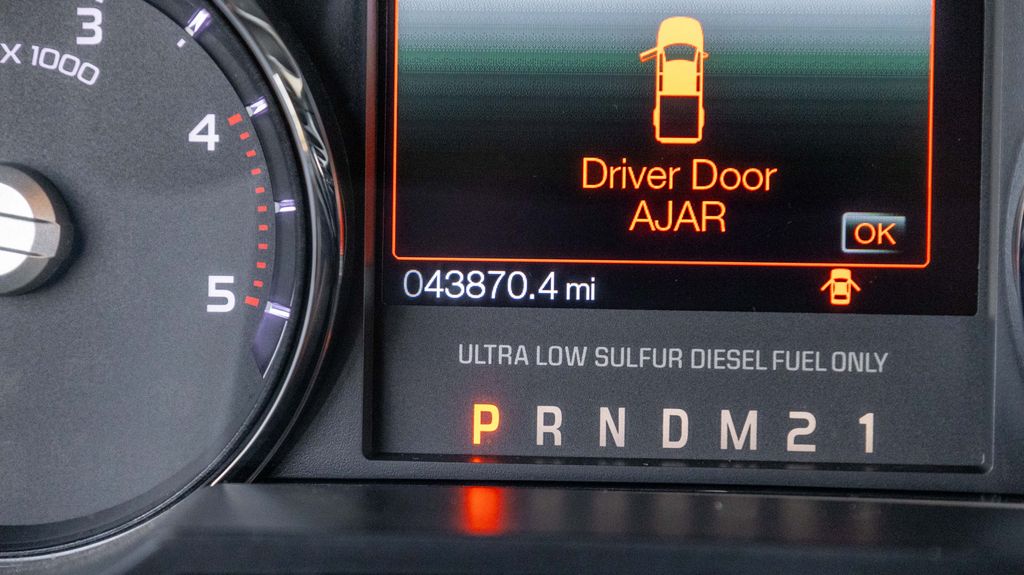 3
X 1000
4
5
Driver Door
AJAR
OK
043870.4 mi
ULTRA LOW SULFUR DIESEL FUEL ONLY
P R N D M 2 1